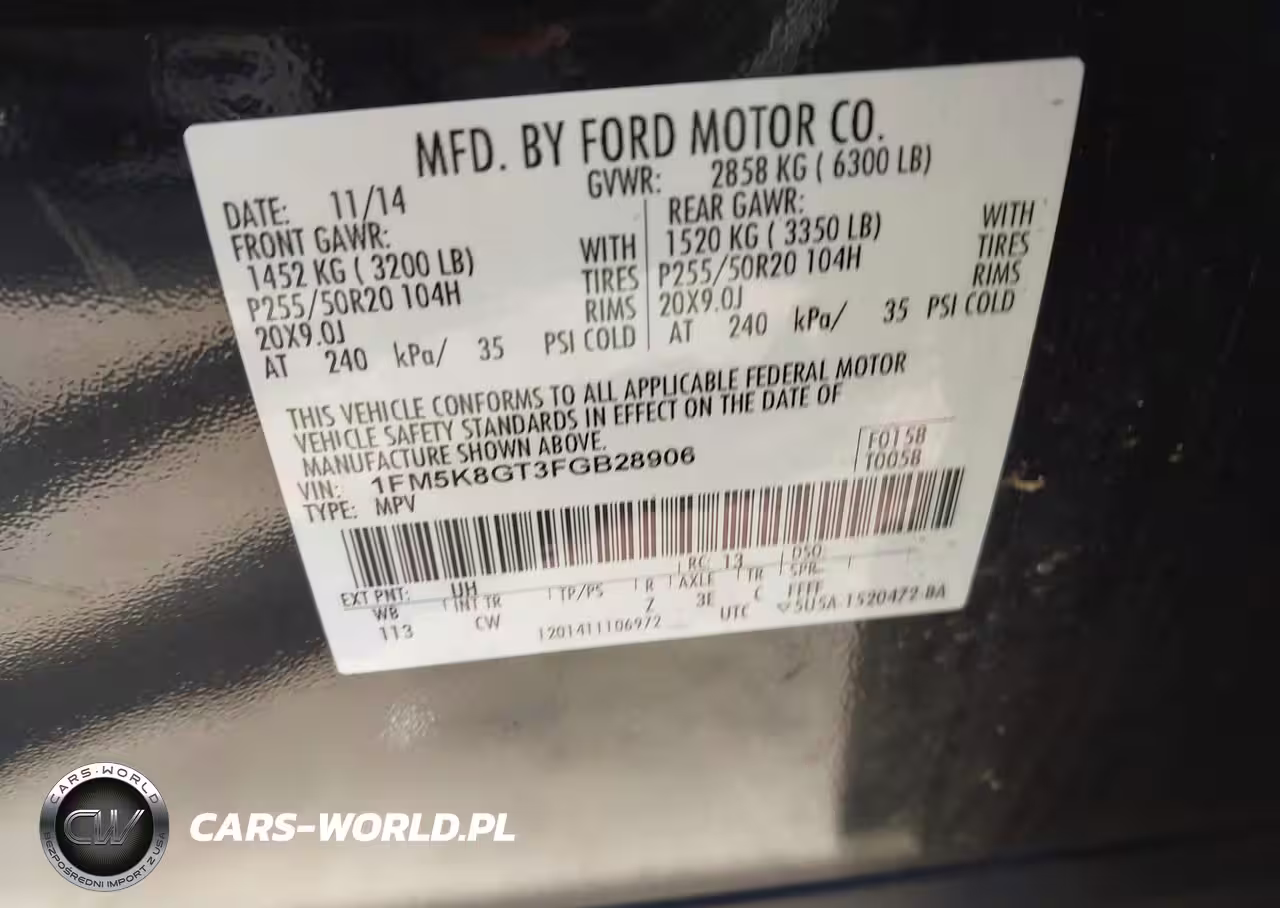 MFD. BY FORD MOTOR CO.
DATE: 11/14 GVWR: 2858 KG ( 6300 LB)
FRONT GAWR: REAR GAWR:
1452 KG ( 3200 LB) WITH 1520 KG ( 3350 LB) WITH
P255/50R20 104H TIRES P255/50R20 104H TIRES
20X9.0J RIMS 20X9.0J RIMS
AT 240 kPa/ 35 PSI COLD AT 240 kPa/ 35 PSI COLD
THIS VEHICLE CONFORMS TO ALL APPLICABLE FEDERAL MOTOR
VEHICLE SAFETY STANDARDS IN EFFECT ON THE DATE OF
MANUFACTURE SHOWN ABOVE.
VIN: 1FM5K8GT3FGB28906 F0158
TYPE: MPV T0058
EXT PNT: UH RC: 13 DSO:
WB INT TR TP/PS R AXLE TR SPR
113 CW Z 3E C FFFF
1201411106972 UTC 5U5A-1520472-BA
CARS-WORLD
CW
BEZPOŚREDNI IMPORT Z USA
CARS-WORLD.PL